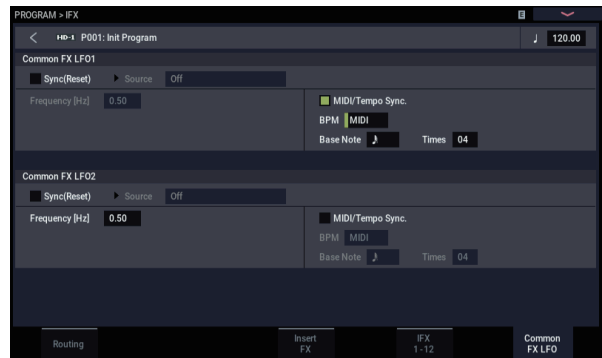 PROGRAM > IFX
E
< HD-1 P001: Init Program ♩ 120.00
Common FX LFO1
Sync(Reset) Source Off
Frequency [Hz] 0.50
MIDI/Tempo Sync.
BPM MIDI
Base Note ♪ Times 04
Common FX LFO2
Sync(Reset) Source Off
Frequency [Hz] 0.50
MIDI/Tempo Sync.
BPM MIDI
Base Note ♪ Times 04
Routing
Insert
FX
IFX
1 - 12
Common
FX LFO